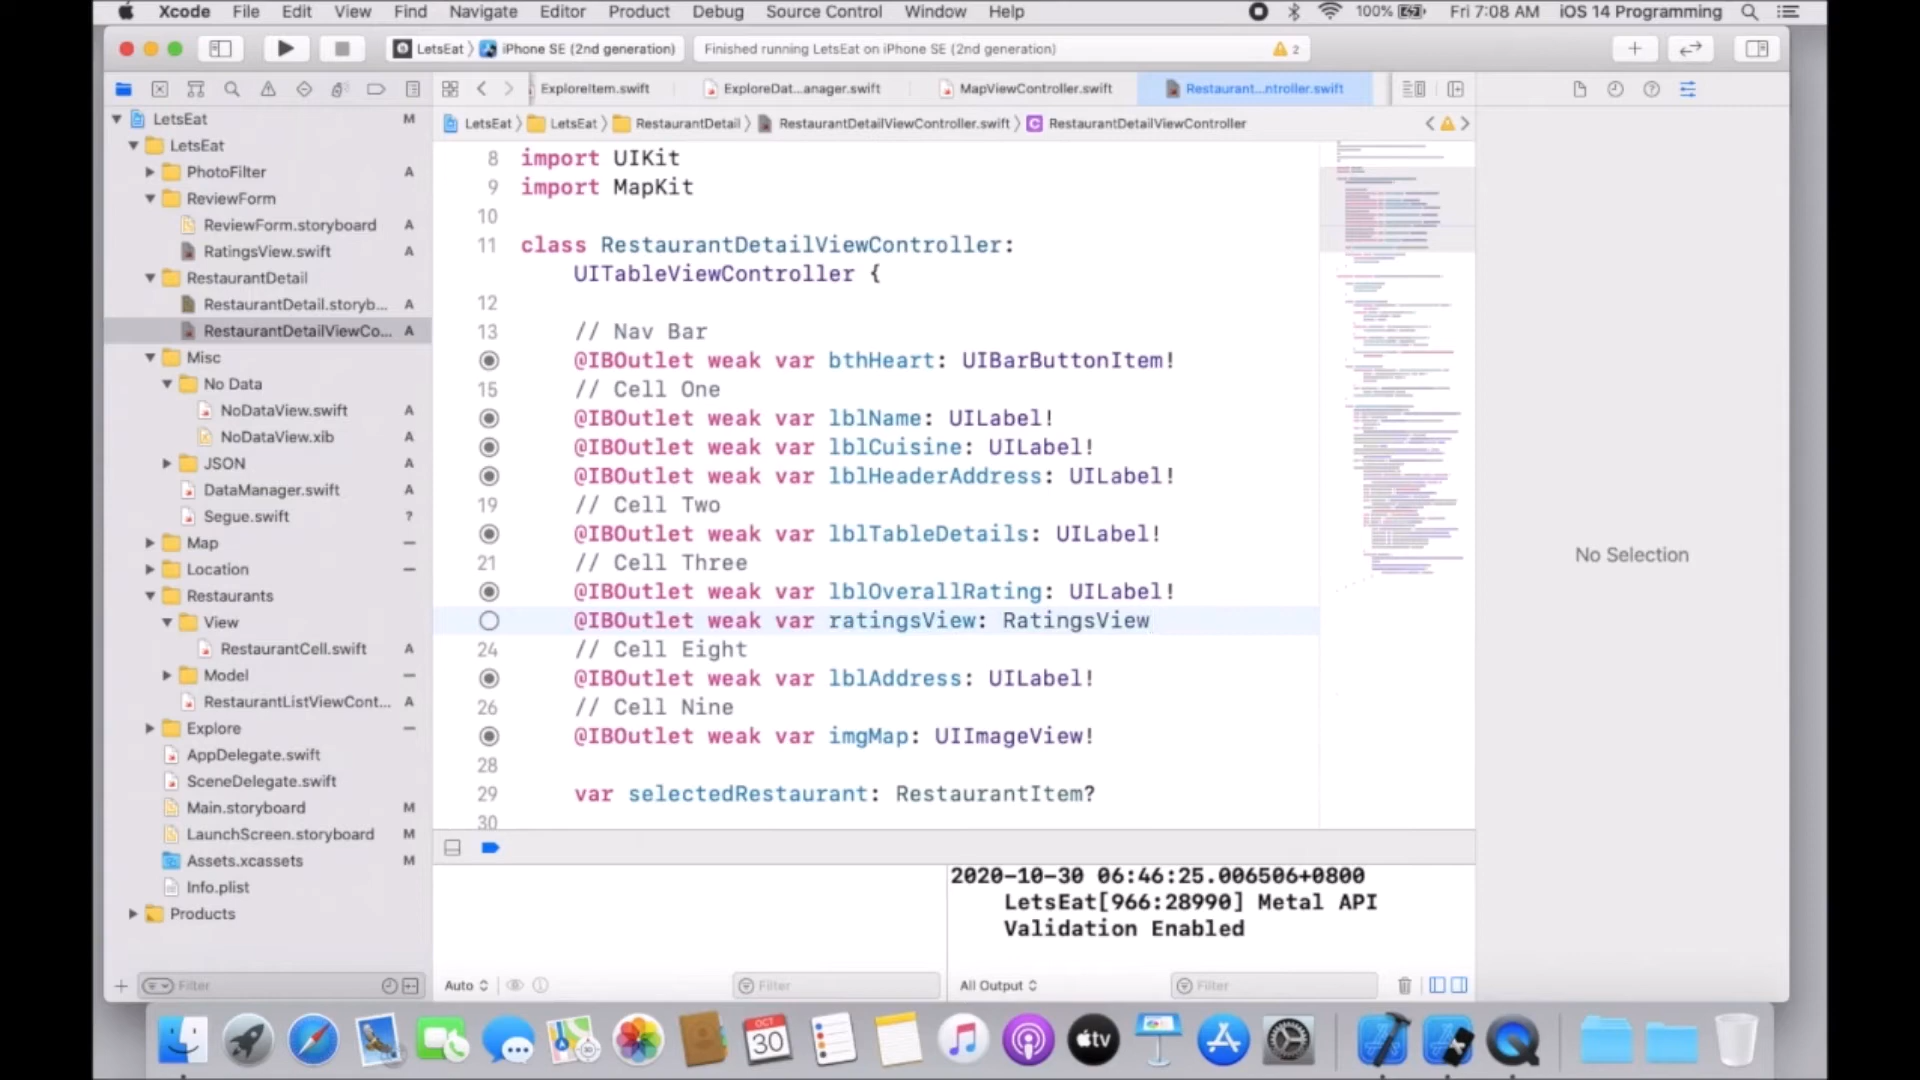 Xcode File Edit View Find Navigate Editor Product Debug Source Control Window Help 100% Fri 7:08 AM iOS 14 Programming
LetsEat iPhone SE (2nd generation) Finished running LetsEat on iPhone SE (2nd generation) 2
ExploreItem.swift ExploreDat...anager.swift MapViewController.swift Restaurant...ntroller.swift
LetsEat LetsEat RestaurantDetail RestaurantDetailViewController.swift RestaurantDetailViewController
LetsEat M
LetsEat
PhotoFilter A
ReviewForm
ReviewForm.storyboard A
RatingsView.swift A
RestaurantDetail
RestaurantDetail.storyb... A
RestaurantDetailViewCo... A
Misc
No Data
NoDataView.swift A
NoDataView.xib A
JSON A
DataManager.swift A
Segue.swift ?
Map
Location
Restaurants
View
RestaurantCell.swift A
Model
RestaurantListViewCont... A
Explore
AppDelegate.swift
SceneDelegate.swift
Main.storyboard M
LaunchScreen.storyboard M
Assets.xcassets M
Info.plist
Products
Filter
8 import UIKit
9 import MapKit
10
11 class RestaurantDetailViewController:
UITableViewController {
12
13 // Nav Bar
@IBOutlet weak var bthHeart: UIBarButtonItem!
15 // Cell One
@IBOutlet weak var lblName: UILabel!
@IBOutlet weak var lblCuisine: UILabel!
@IBOutlet weak var lblHeaderAddress: UILabel!
19 // Cell Two
@IBOutlet weak var lblTableDetails: UILabel!
21 // Cell Three
@IBOutlet weak var lblOverallRating: UILabel!
@IBOutlet weak var ratingsView: RatingsView
24 // Cell Eight
@IBOutlet weak var lblAddress: UILabel!
26 // Cell Nine
@IBOutlet weak var imgMap: UIImageView!
28
29 var selectedRestaurant: RestaurantItem?
30
No Selection
2020-10-30 06:46:25.006506+0800
LetsEat[966:28990] Metal API
Validation Enabled
Auto Filter All Output Filter
OCT
30
tv